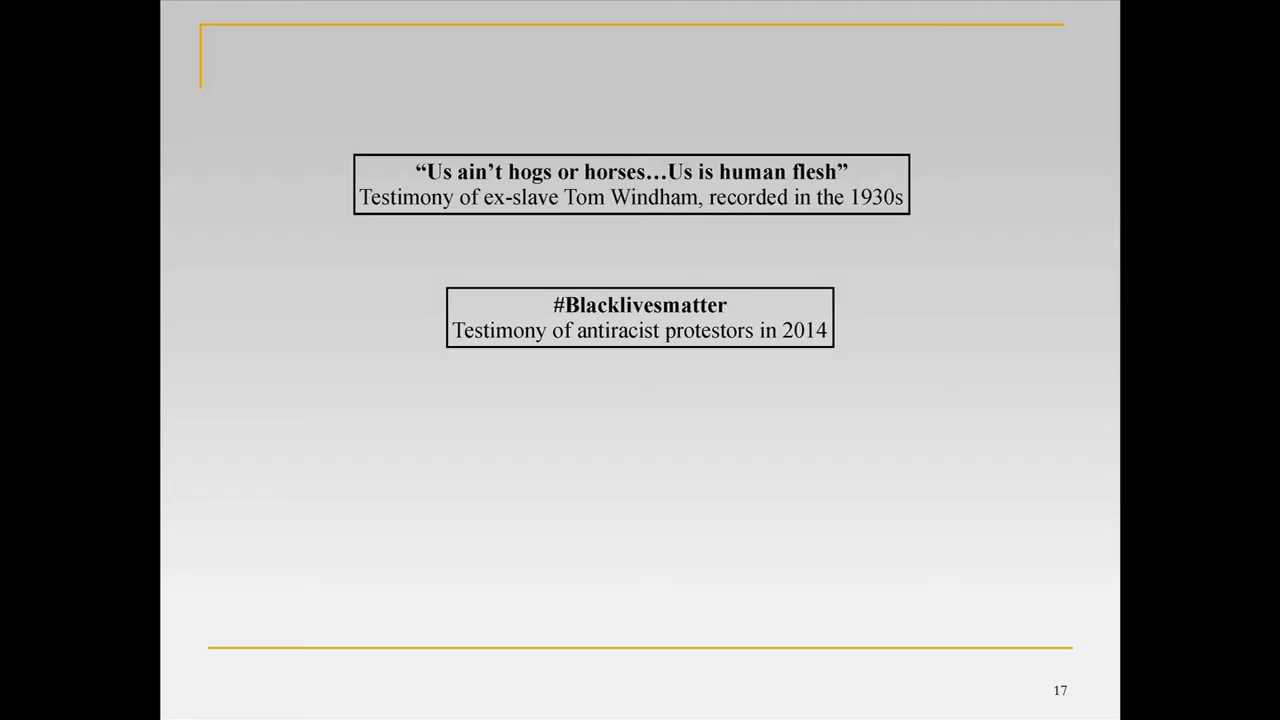 “Us ain’t hogs or horses…Us is human flesh”
Testimony of ex-slave Tom Windham, recorded in the 1930s
#Blacklivesmatter
Testimony of antiracist protestors in 2014
17